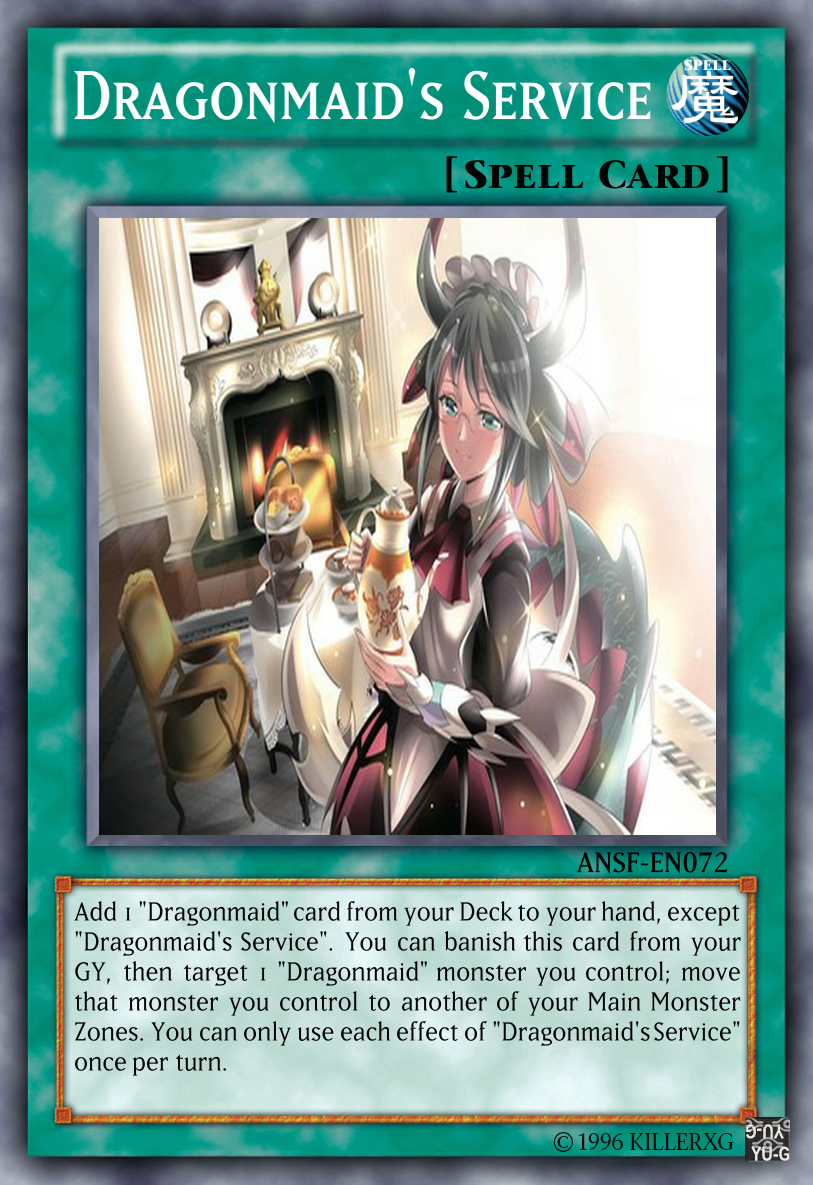 DRAGONMAID'S SERVICE
SPELL
魔
[SPELL CARD]
ANSF-EN072
Add 1 "Dragonmaid" card from your Deck to your hand, except
"Dragonmaid's Service". You can banish this card from your
GY, then target 1 "Dragonmaid" monster you control; move
that monster you control to another of your Main Monster
Zones. You can only use each effect of "Dragonmaid's Service"
once per turn.
© 1996 KILLERXG
YU-G
YU-G